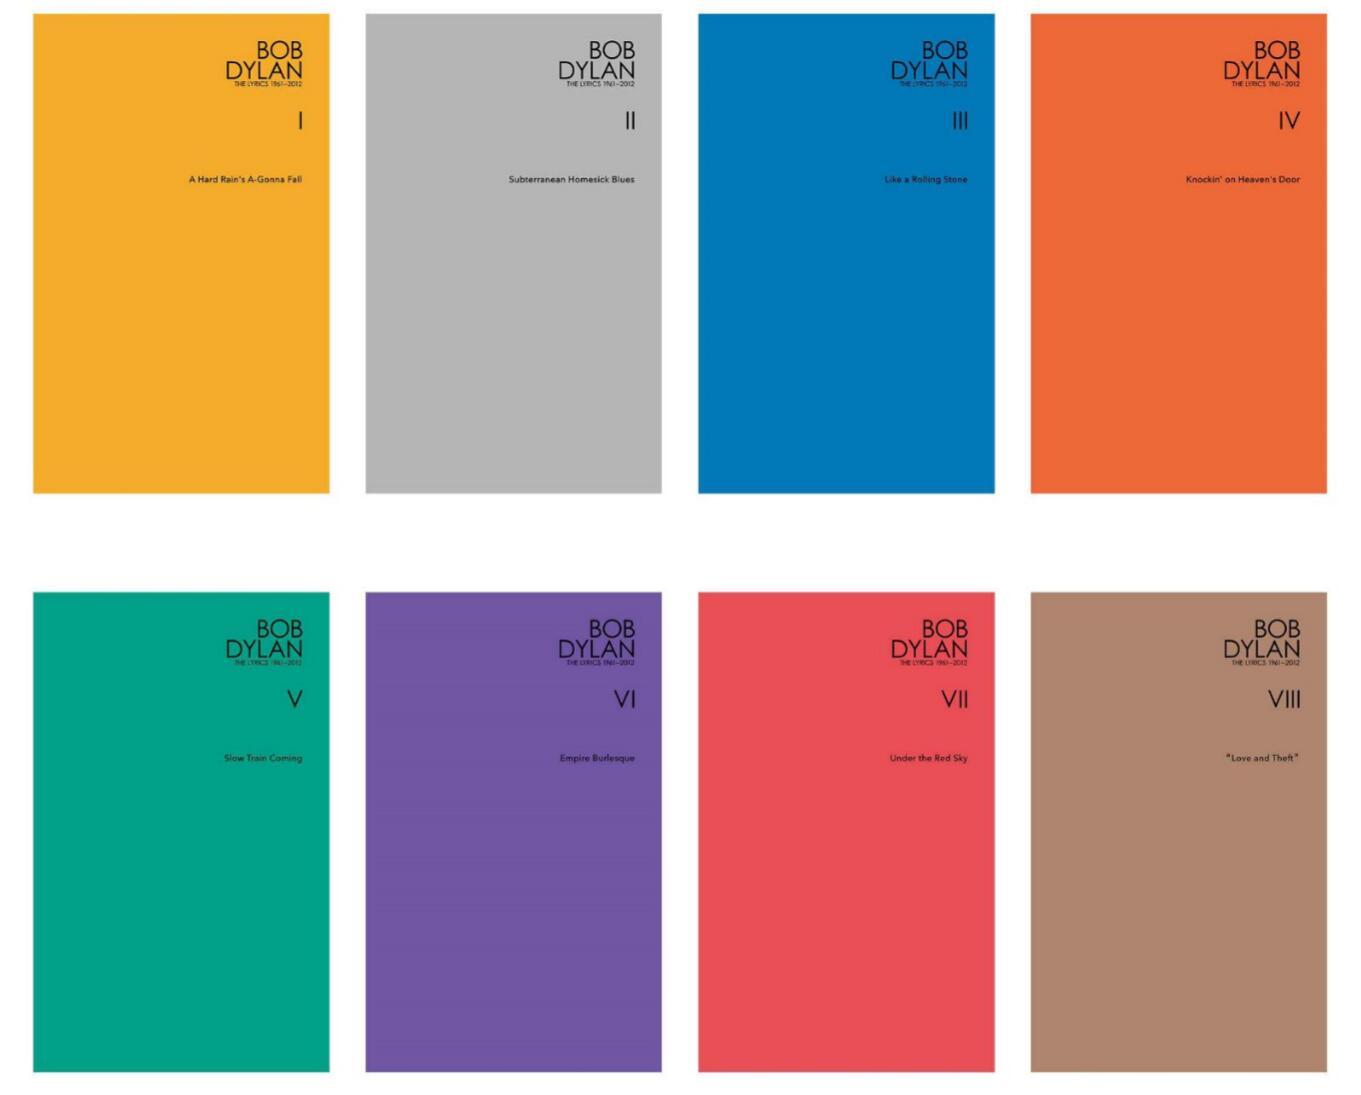 BOB
DYLAN
THE LYRICS 1961–2012
I
A Hard Rain's A-Gonna Fall
BOB
DYLAN
THE LYRICS 1961–2012
II
Subterranean Homesick Blues
BOB
DYLAN
THE LYRICS 1961–2012
III
Like a Rolling Stone
BOB
DYLAN
THE LYRICS 1961–2012
IV
Knockin' on Heaven's Door
BOB
DYLAN
THE LYRICS 1961–2012
V
Slow Train Coming
BOB
DYLAN
THE LYRICS 1961–2012
VI
Empire Burlesque
BOB
DYLAN
THE LYRICS 1961–2012
VII
Under the Red Sky
BOB
DYLAN
THE LYRICS 1961–2012
VIII
"Love and Theft"